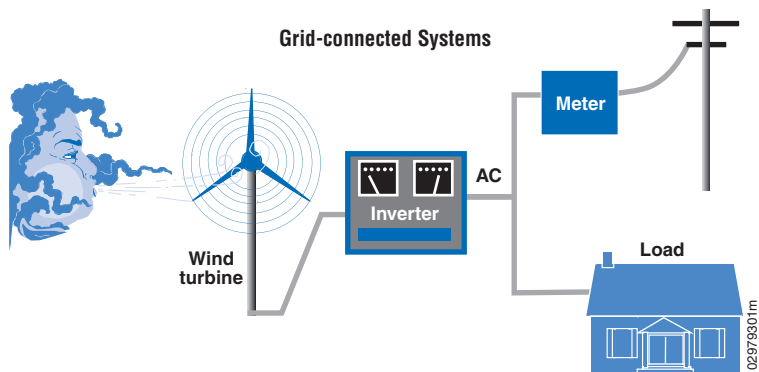 Grid-connected Systems
Meter
AC
Inverter
Wind
turbine
Load
02979301m